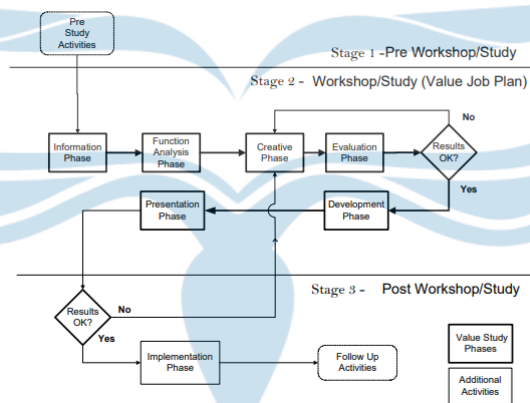 Pre
Study
Activities
Stage 1 -Pre Workshop/Study
Stage 2 - Workshop/Study (Value Job Plan)
No
Information
Phase
Function
Analysis
Phase
Creative
Phase
Evaluation
Phase
Results
OK?
Yes
Presentation
Phase
Development
Phase
Stage 3 - Post Workshop/Study
Results
OK?
No
Yes
Implementation
Phase
Follow Up
Activities
Value Study
Phases
Additional
Activities